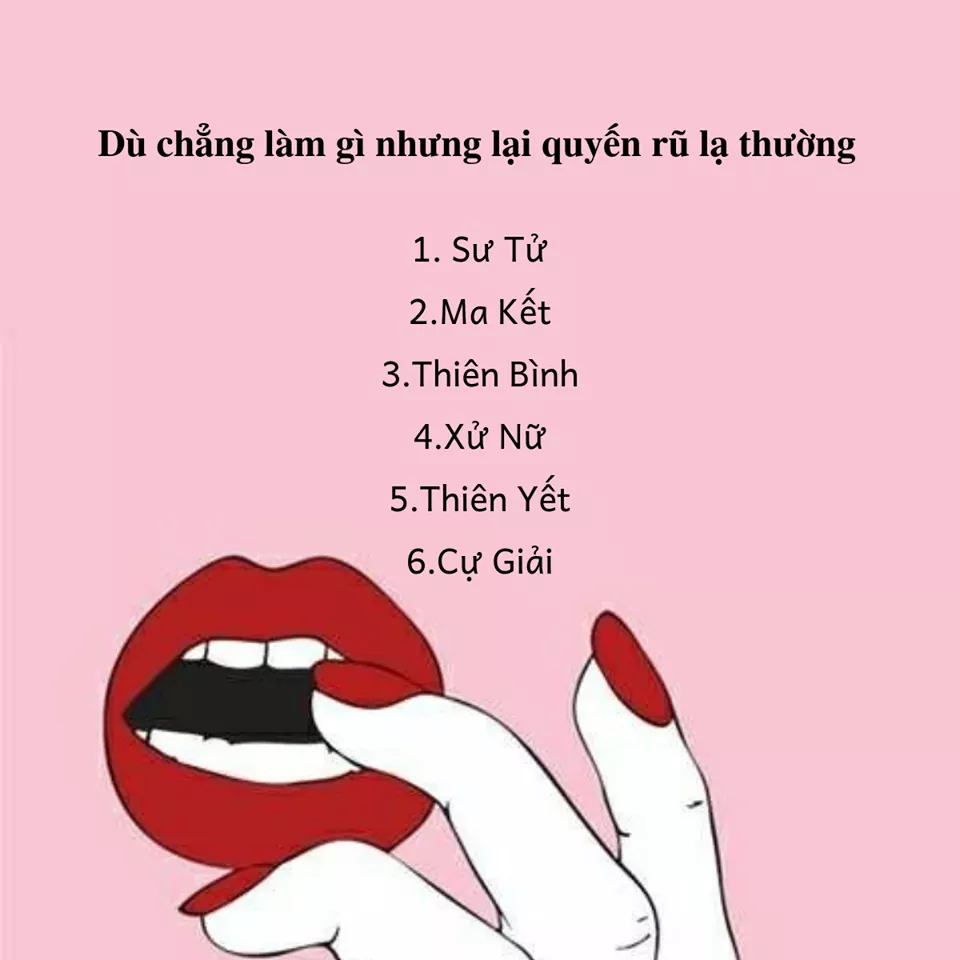 Dù chẳng làm gì nhưng lại quyến rũ lạ thường
1. Sư Tử
2.Ma Kết
3.Thiên Bình
4.Xử Nữ
5.Thiên Yết
6.Cự Giải